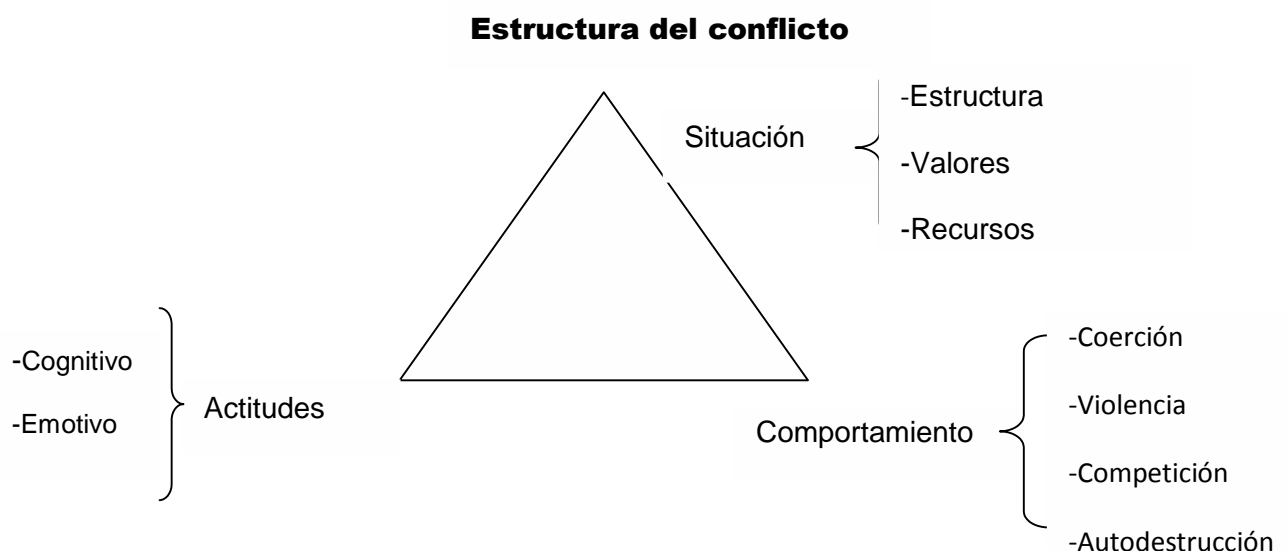 Estructura del conflicto
Situación
-Estructura
-Valores
-Recursos
-Cognitivo
-Emotivo
Actitudes
Comportamiento
-Coerción
-Violencia
-Competición
-Autodestrucción